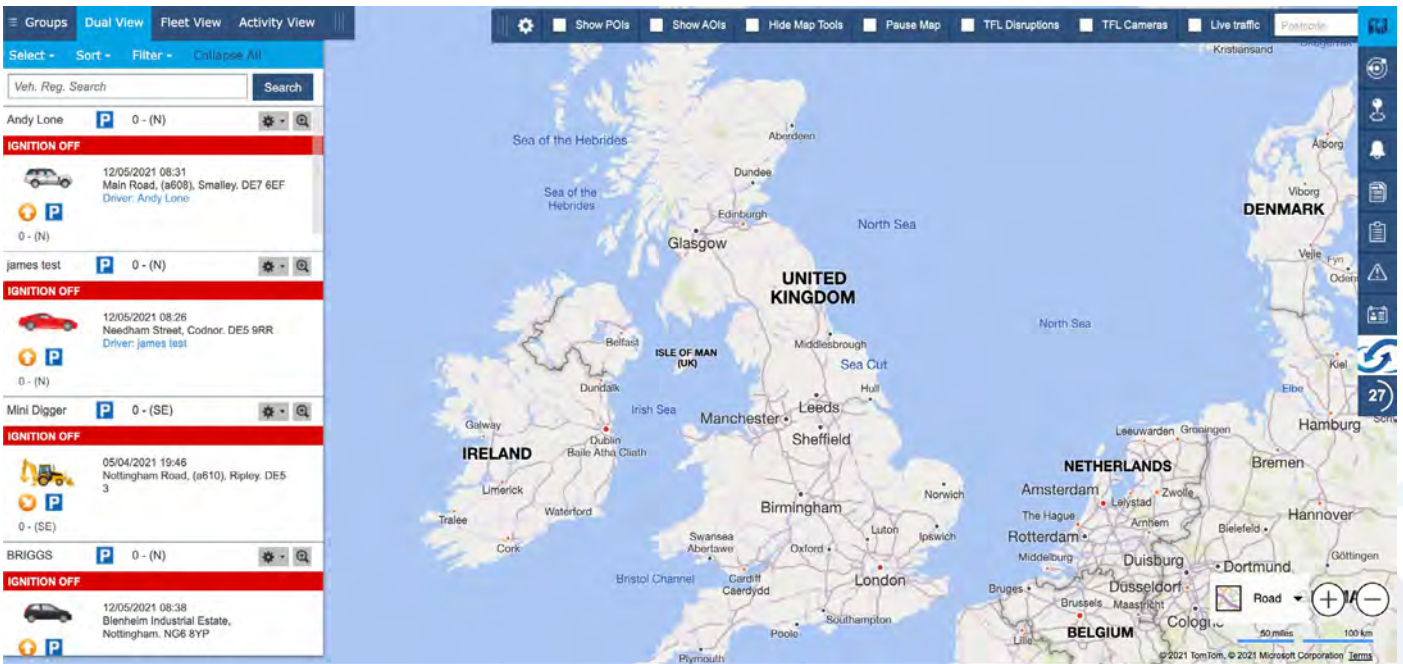 Groups Dual View Fleet View Activity View
Show POIs Show AOIs Hide Map Tools Pause Map TFL Disruptions TFL Cameras Live traffic Postcode
Select Sort Filter Collapse All
Veh. Reg. Search Search
Andy Lone P 0 - (N)
IGNITION OFF
12/05/2021 08:31
Main Road, (a608), Smalley. DE7 6EF
Driver: Andy Lone
P
0 - (N)
james test P 0 - (N)
IGNITION OFF
12/05/2021 08:26
Needham Street, Codnor. DE5 9RR
Driver: james test
P
0 - (N)
Mini Digger P 0 - (SE)
IGNITION OFF
05/04/2021 19:46
Nottingham Road, (a610), Ripley. DE5
3
P
0 - (SE)
BRIGGS P 0 - (N)
IGNITION OFF
12/05/2021 08:38
Blenheim Industrial Estate,
Nottingham. NG6 8YP
P
Kristiansand
Aberdeen
Sea of the Hebrides
Ålborg
Dundee
Sea of the
Hebrides
Viborg
DENMARK
Edinburgh
North Sea
Glasgow
Vejle
Fyn
UNITED
KINGDOM
North Sea
Belfast
ISLE OF MAN
(UK)
Middlesbrough
Sea Cut
Kiel
Dundalk
Hull
Elbe
27
Irish Sea
Manchester
Leeds
Galway
Hamburg
Leeuwarden
Groningen
Sheffield
Dublin
Baile Atha Cliath
IRELAND
NETHERLANDS
Bremen
Limerick
Amsterdam
Lelystad
Zwolle
Norwich
Birmingham
Waterford
The Hague
Arnhem
Hannover
Tralee
Luton
Bielefeld
Swansea
Abertawe
Ipswich
Rotterdam
Cork
Oxford
Middelburg
Duisburg
Göttingen
Dortmund
Bristol Channel
Cardiff
Caerdydd
London
Bruges
Düsseldorf
Road
Brussels
Maastricht
Southampton
Poole
BELGIUM
Lille
50 miles 100 km
Plymouth
© 2021 TomTom, © 2021 Microsoft Corporation Terms